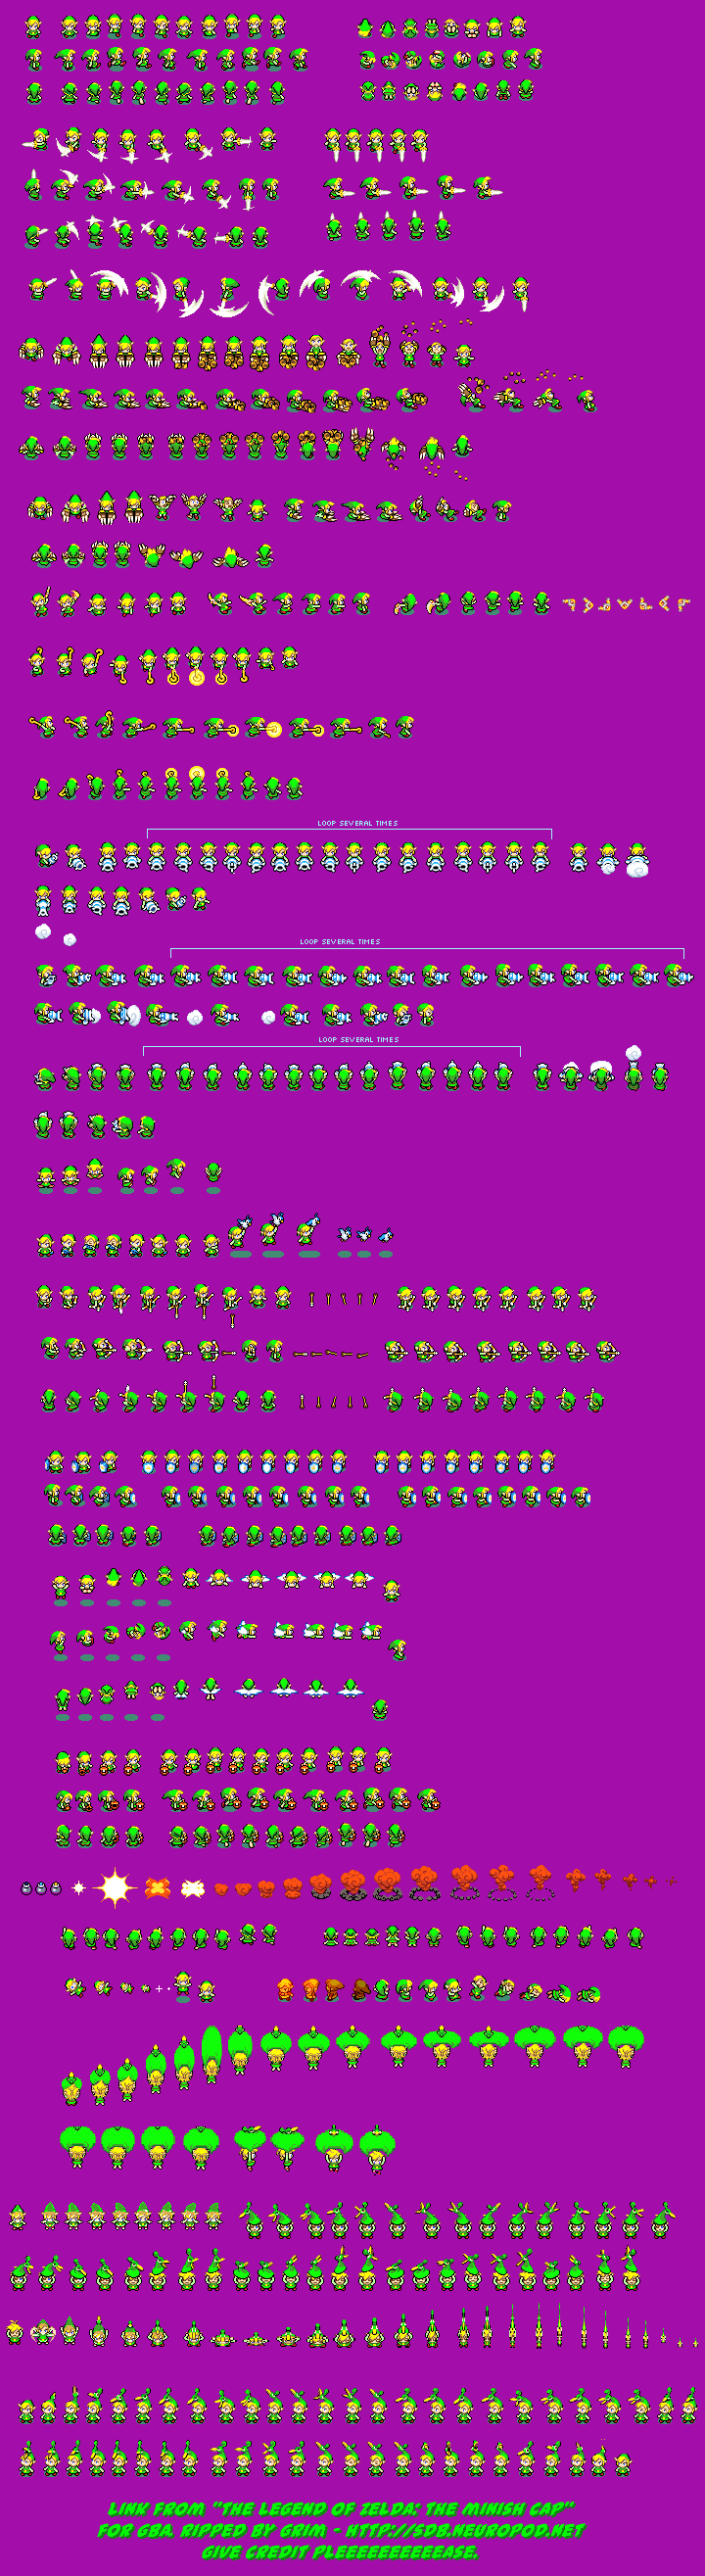 LOOP SEVERAL TIMES
LOOP SEVERAL TIMES
LOOP SEVERAL TIMES
LINK FROM "THE LEGEND OF ZELDA: THE MINISH CAP"
FOR GBA. RIPPED BY GRIM - HTTP://SDB.NEUROPOD.NET
GIVE CREDIT PLEEEEEEEEEEASE.